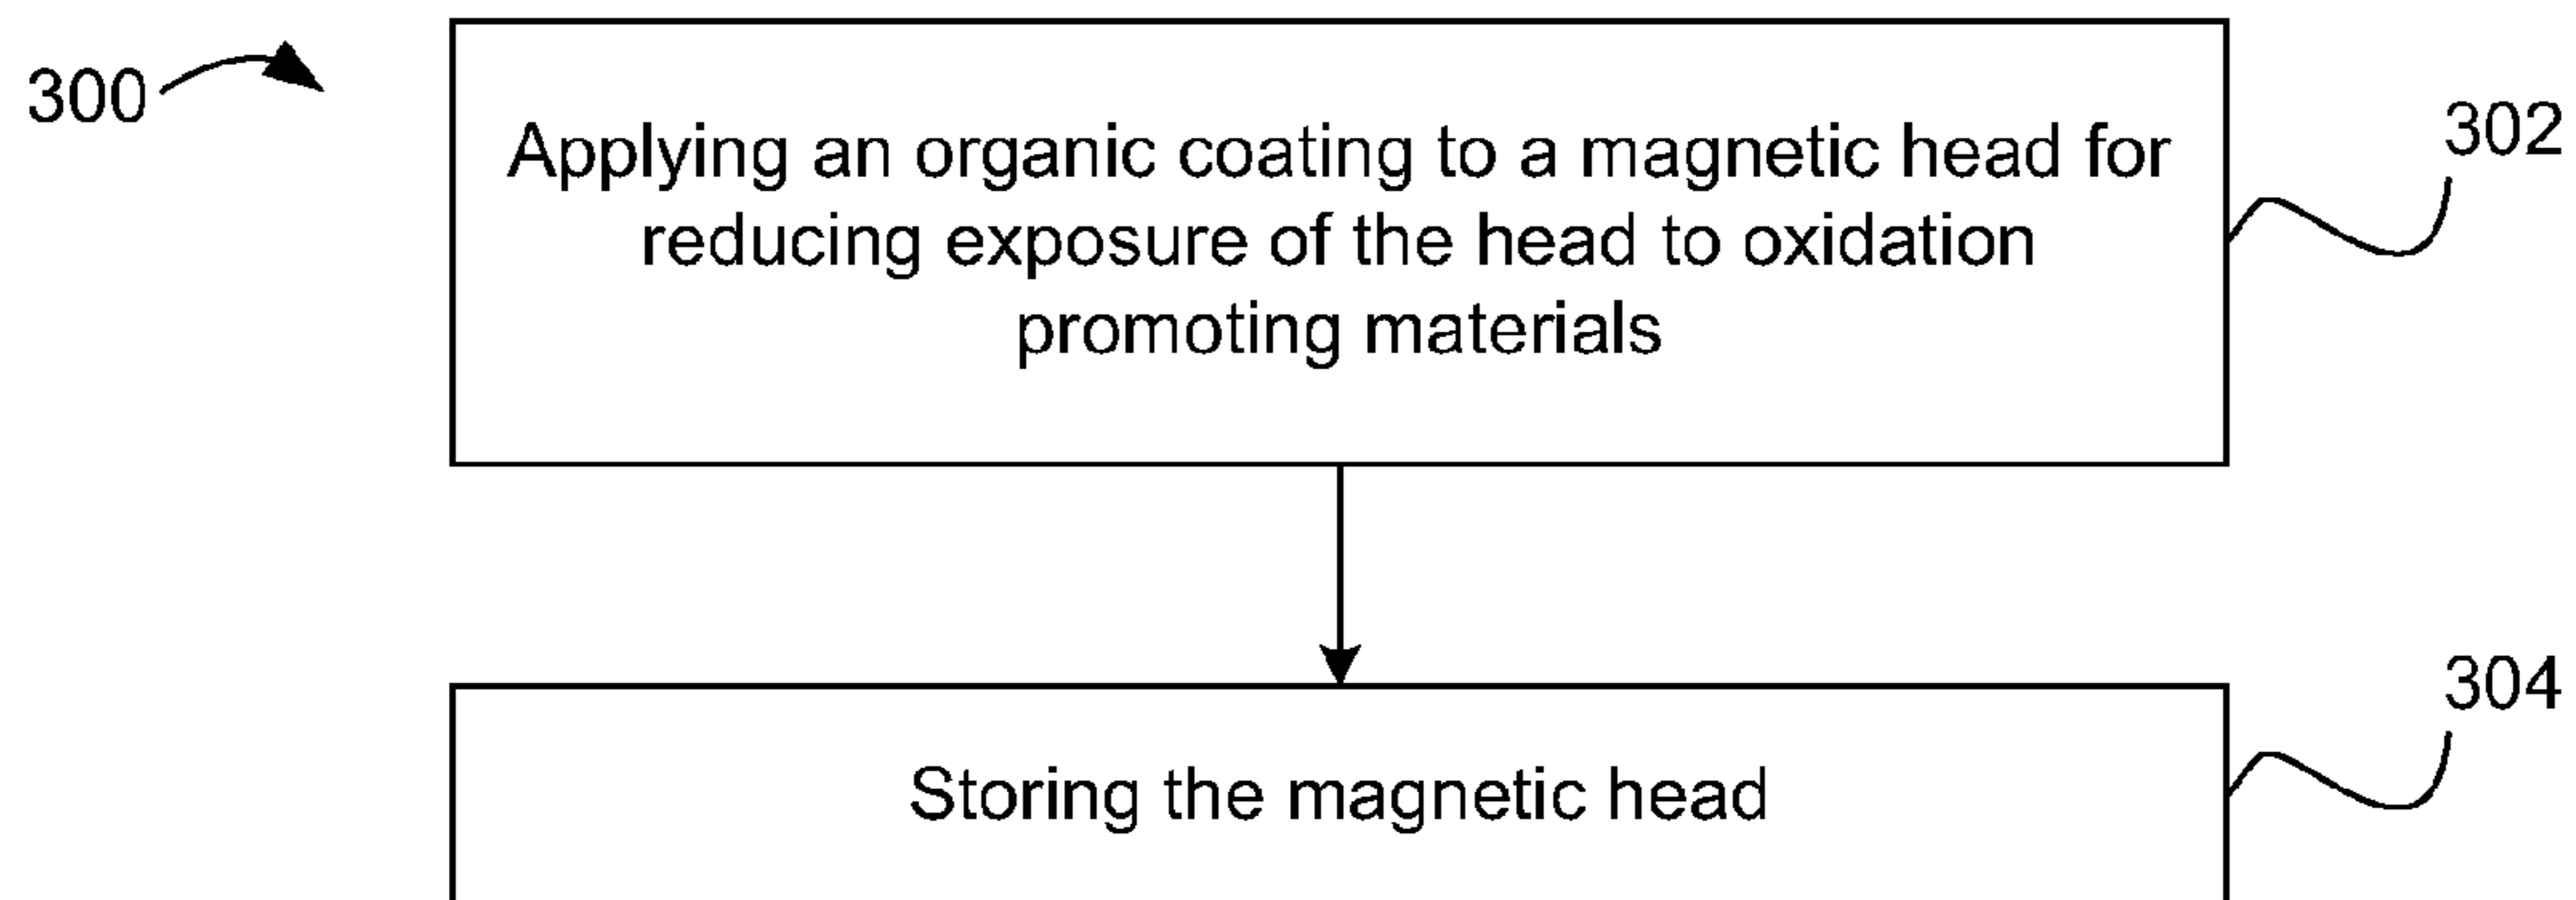 300
Applying an organic coating to a magnetic head for
reducing exposure of the head to oxidation
promoting materials
302
Storing the magnetic head
304